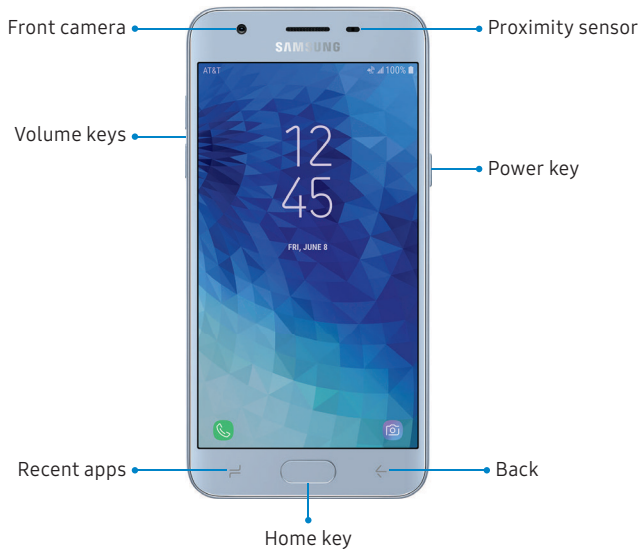 Front camera
Proximity sensor
SAMSUNG
AT&T
100%
Volume keys
12
45
Power key
FRI, JUNE 8
Recent apps
Back
Home key